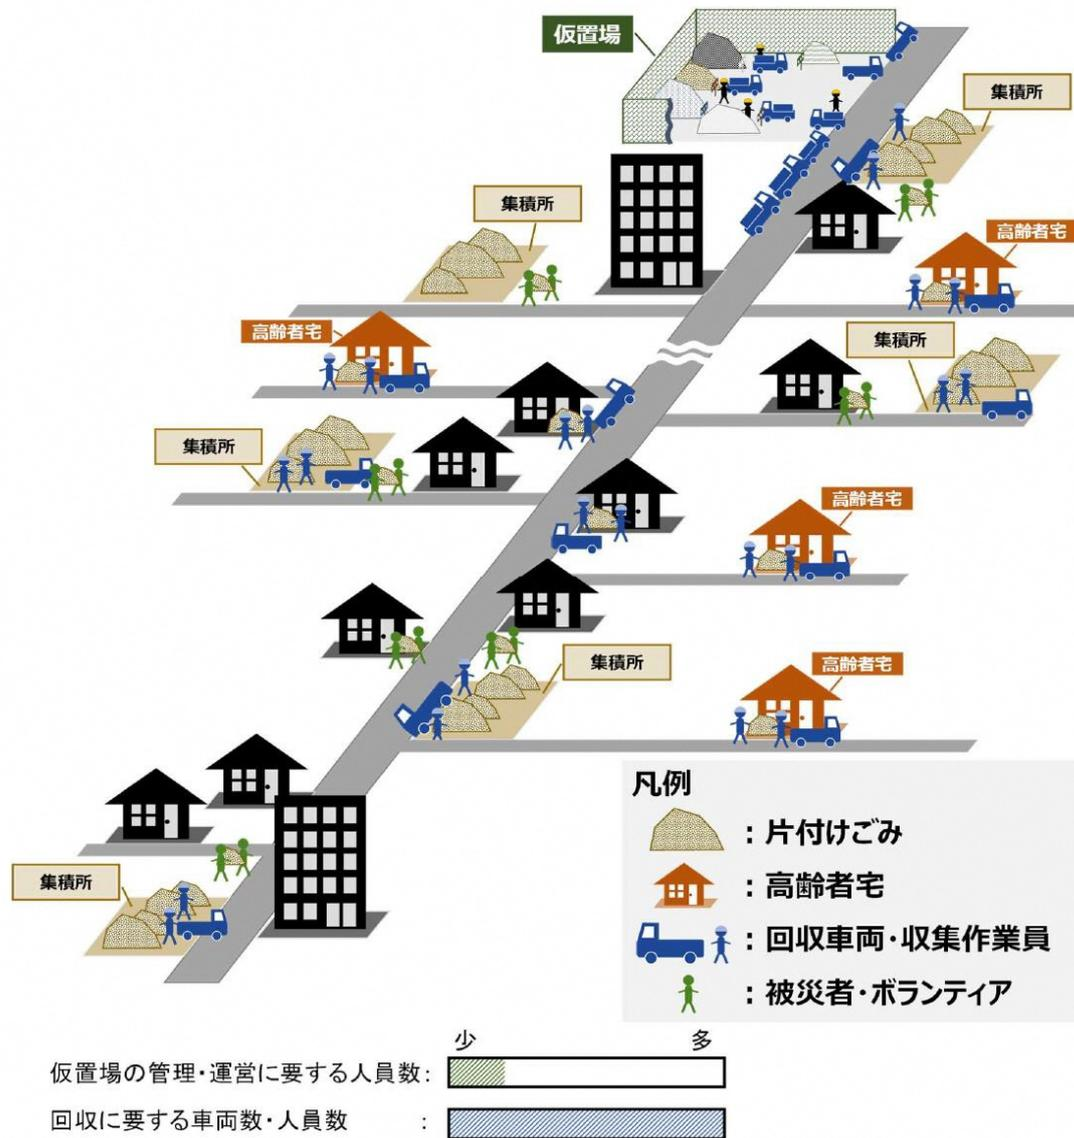 仮置場
集積所
集積所
高齢者宅
高齢者宅
集積所
集積所
高齢者宅
集積所
高齢者宅
集積所
凡例
：片付けごみ
：高齢者宅
：回収車両・収集作業員
：被災者・ボランティア
少 多
仮置場の管理・運営に要する人員数：
回収に要する車両数・人員数 ：